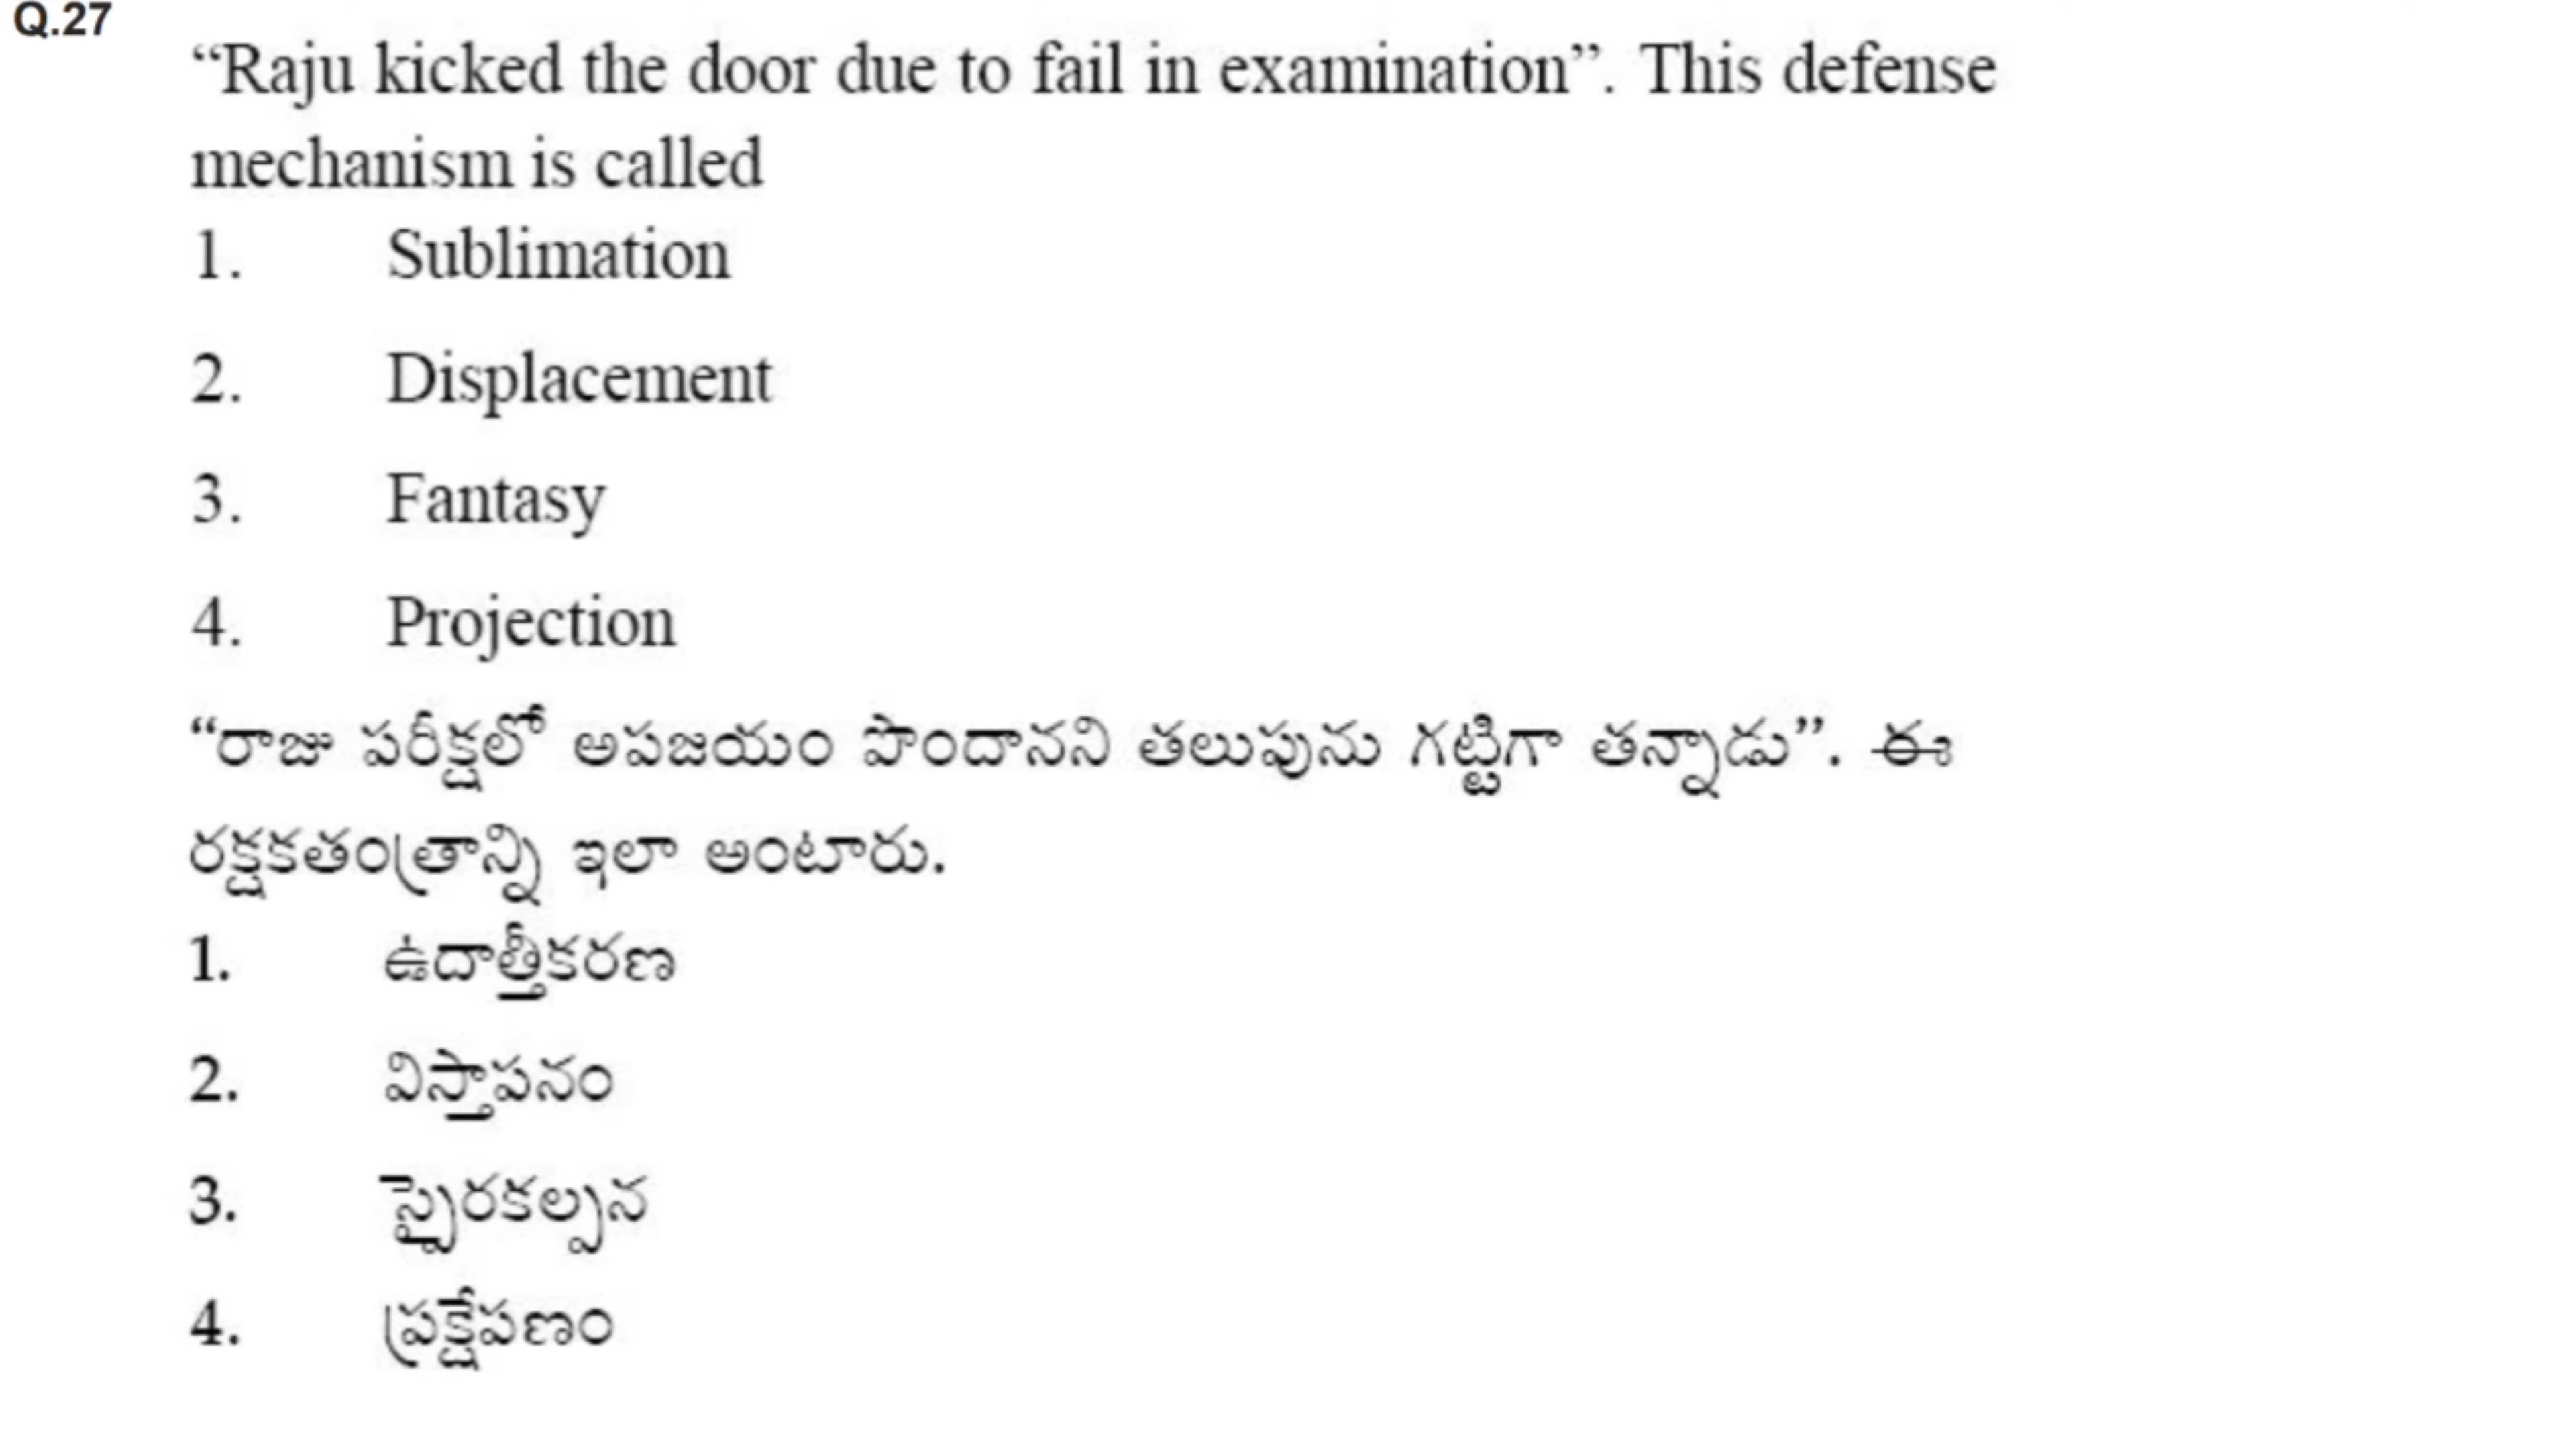 Q.27
“Raju kicked the door due to fail in examination”. This defense
mechanism is called
1. Sublimation
2. Displacement
3. Fantasy
4. Projection
“రాజు పరీక్షలో అపజయం పొందానని తలుపును గట్టిగా తన్నాడు”. ఈ
రక్షకతంత్రాన్ని ఇలా అంటారు.
1. ఉదాత్తీకరణ
2. విస్తాపనం
3. స్వైరకల్పన
4. ప్రక్షేపణం